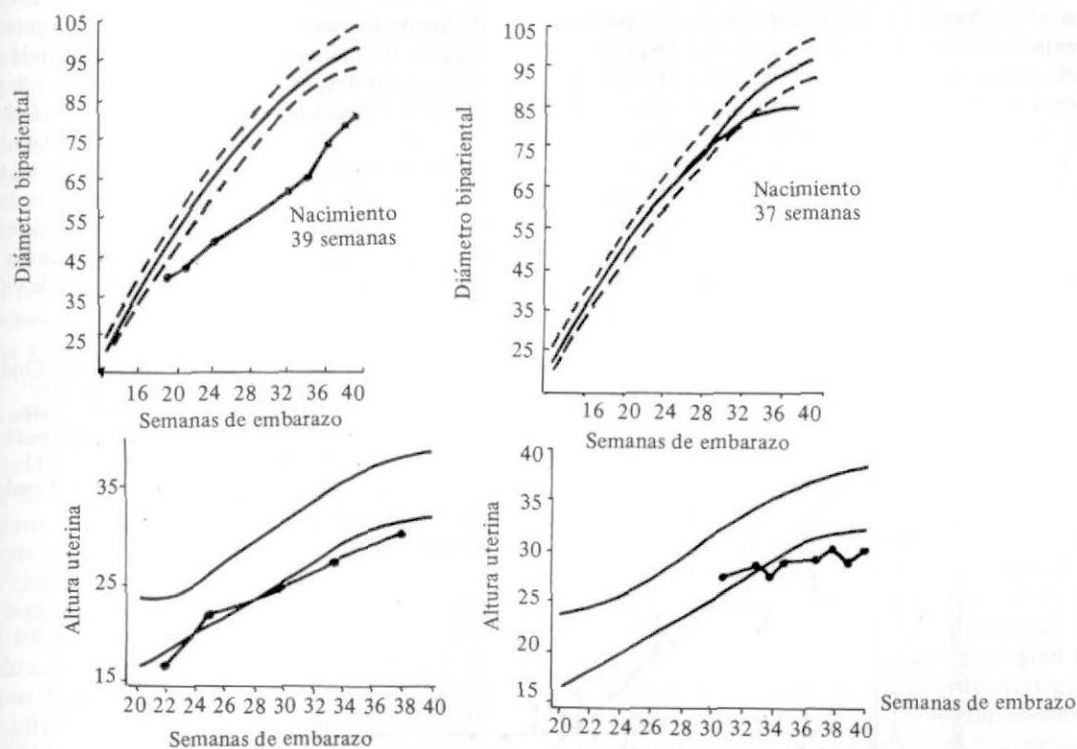 105
95
85
75
65
55
45
35
25
Diámetro bipariental
Nacimiento
39 semanas
16 20 24 28 32 36 40
Semanas de embarazo
105
95
85
75
65
55
45
35
25
Diámetro bipariental
Nacimiento
37 semanas
16 20 24 28 32 36 40
Semanas de embarazo
35
25
15
Altura uterina
20 22 24 26 28 30 32 34 36 38 40
Semanas de embarazo
40
35
30
25
20
15
Altura uterina
20 22 24 26 28 30 32 34 36 38 40
Semanas de embrazo